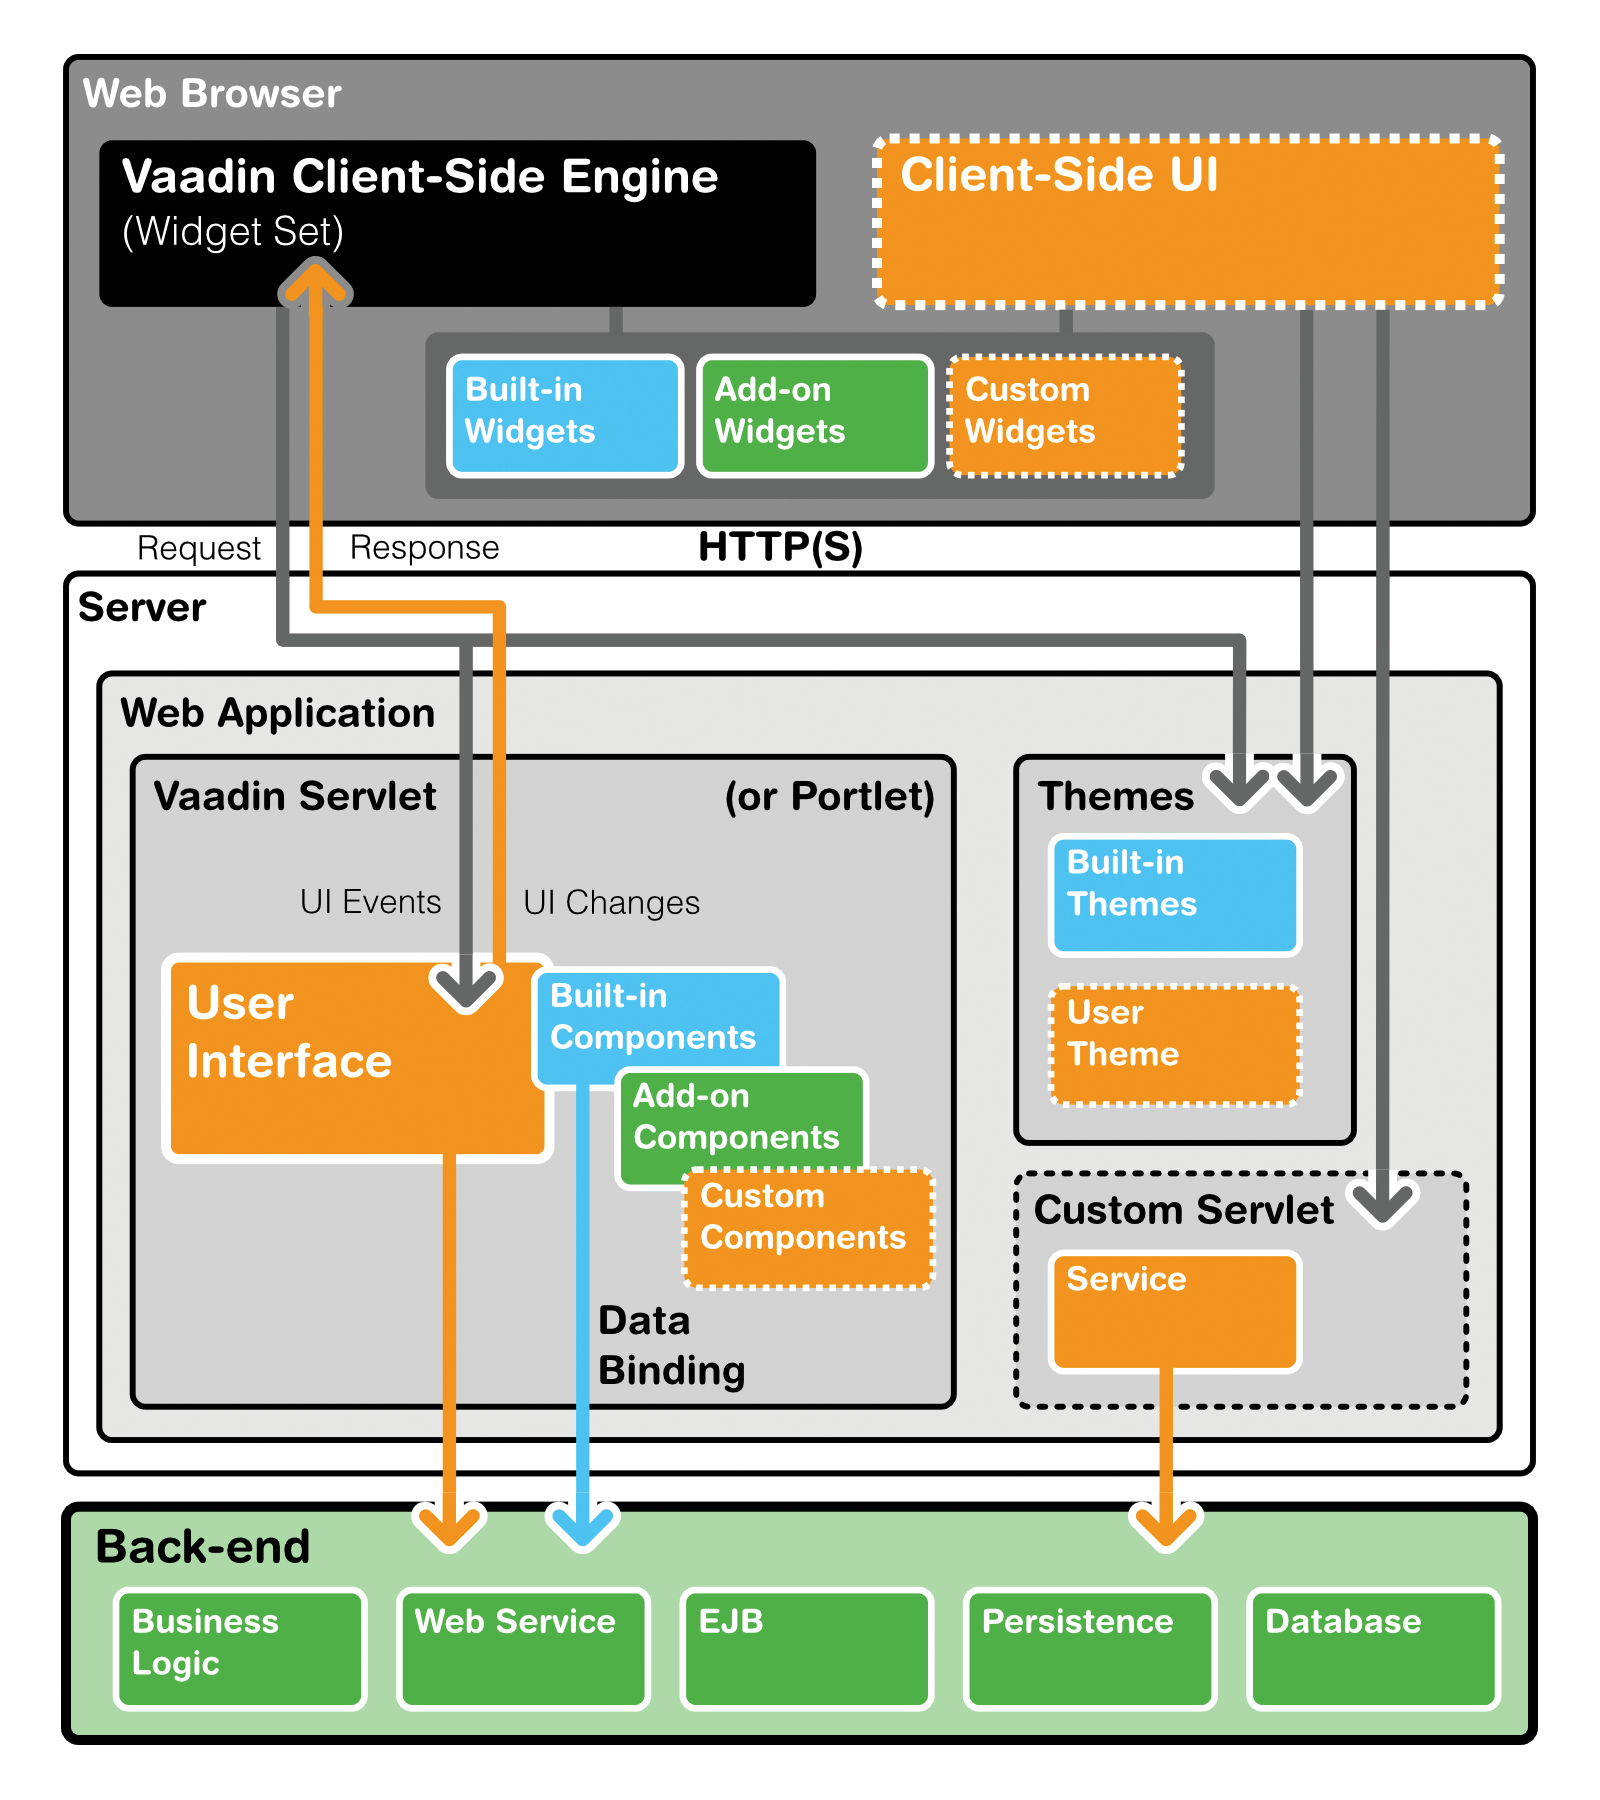 Web Browser
Vaadin Client-Side Engine
(Widget Set)
Client-Side UI
Built-in
Widgets
Add-on
Widgets
Custom
Widgets
Request
Response
HTTP(S)
Server
Web Application
Vaadin Servlet
(or Portlet)
UI Events
UI Changes
User
Interface
Built-in
Components
Add-on
Components
Custom
Components
Data
Binding
Themes
Built-in
Themes
User
Theme
Custom Servlet
Service
Back-end
Business
Logic
Web Service
EJB
Persistence
Database